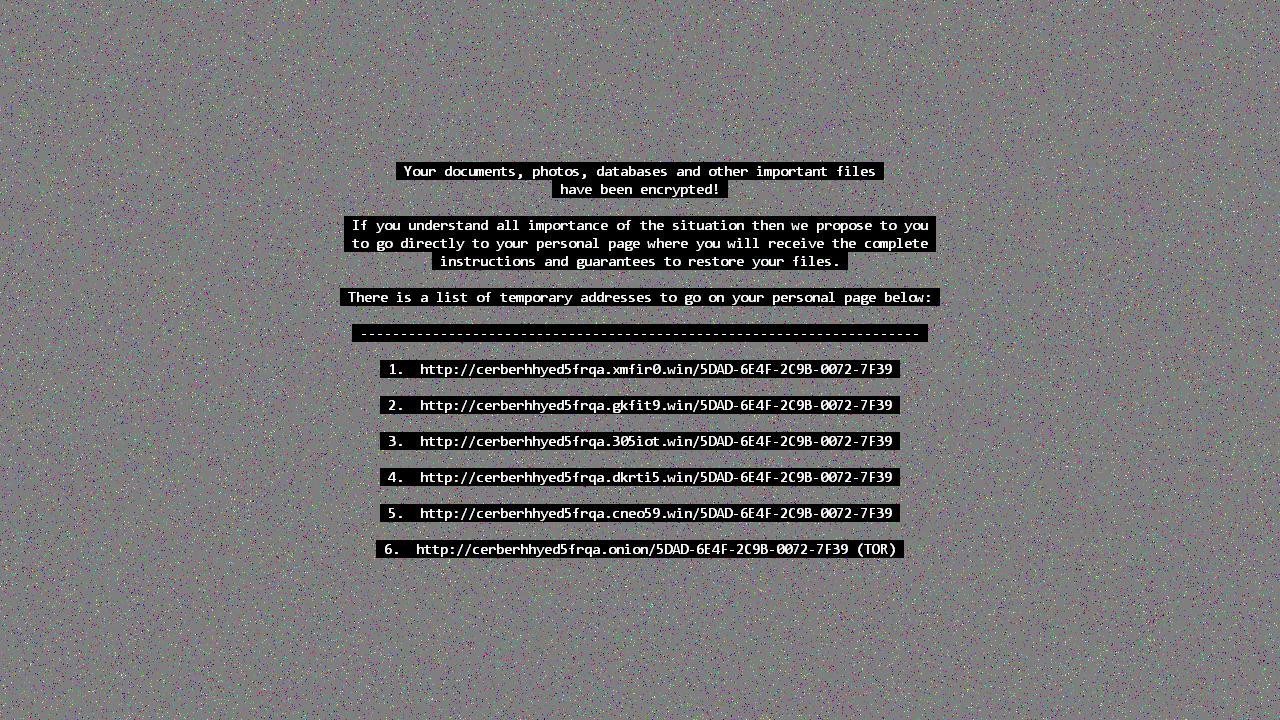 Your documents, photos, databases and other important files
have been encrypted!
If you understand all importance of the situation then we propose to you
to go directly to your personal page where you will receive the complete
instructions and guarantees to restore your files.
There is a list of temporary addresses to go on your personal page below:
-----------------------------------------------------------------------
1. http://cerberhhyed5frqa.xmfir0.win/5DAD-6E4F-2C9B-0072-7F39
2. http://cerberhhyed5frqa.gkfit9.win/5DAD-6E4F-2C9B-0072-7F39
3. http://cerberhhyed5frqa.305iot.win/5DAD-6E4F-2C9B-0072-7F39
4. http://cerberhhyed5frqa.dkrti5.win/5DAD-6E4F-2C9B-0072-7F39
5. http://cerberhhyed5frqa.cneo59.win/5DAD-6E4F-2C9B-0072-7F39
6. http://cerberhhyed5frqa.onion/5DAD-6E4F-2C9B-0072-7F39 (TOR)